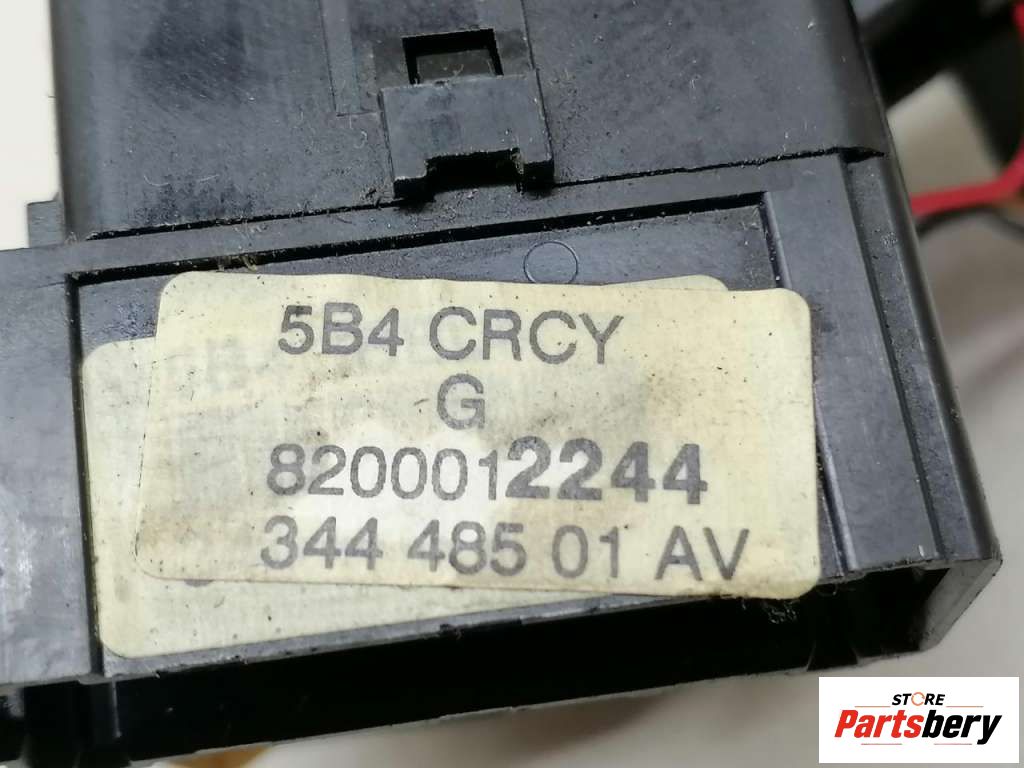 5B4 CRCY
G
8200012244
344 485 01 AV
STORE
Partsbery